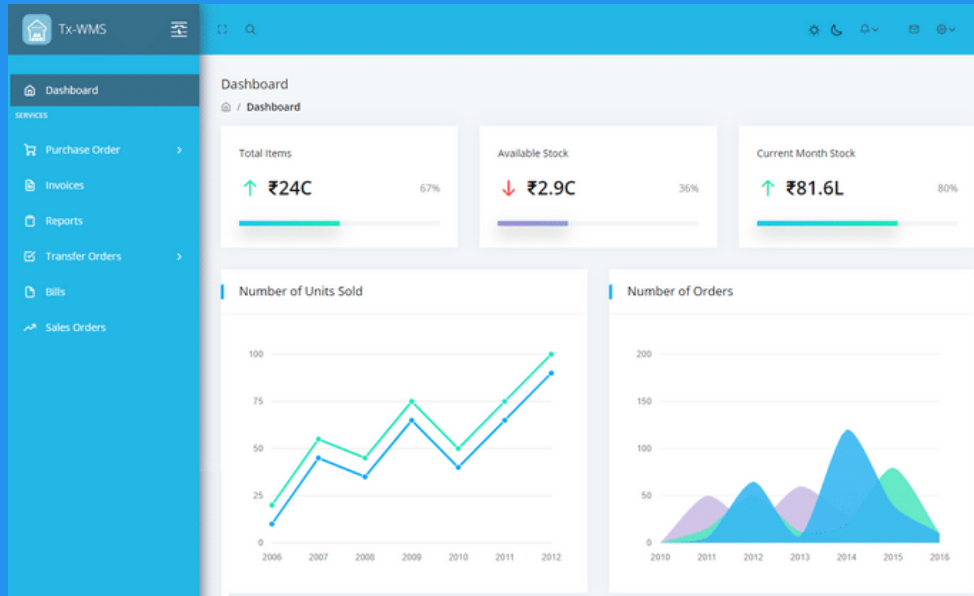 Tx-WMS
Dashboard
SERVICES
Purchase Order
Invoices
Reports
Transfer Orders
Bills
Sales Orders
Dashboard
/ Dashboard
Total Items
₹24C 67%
Available Stock
₹2.9C 36%
Current Month Stock
₹81.6L 80%
Number of Units Sold
100
75
50
25
0
2006 2007 2008 2009 2010 2011 2012
Number of Orders
200
150
100
50
0
2010 2011 2012 2013 2014 2015 2016